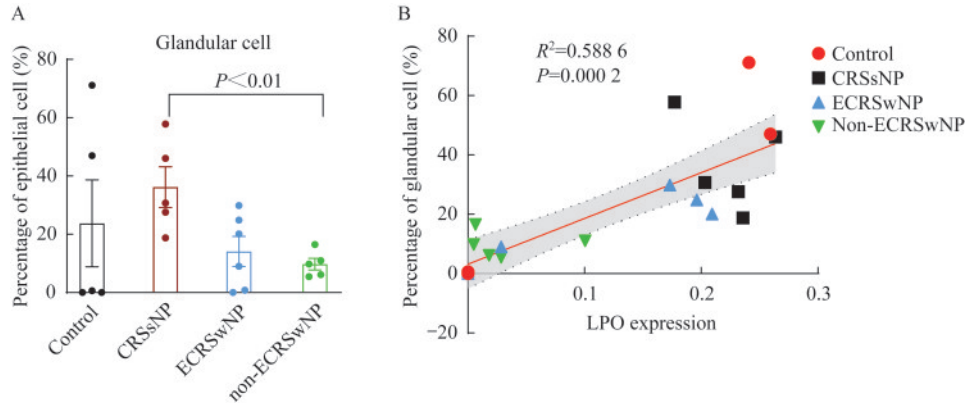 A
Glandular cell
P<0.01
Percentage of epithelial cell (%)
80
60
40
20
0
Control
CRSsNP
ECRSwNP
non-ECRSwNP
B
R²=0.588 6
P=0.000 2
Percentage of glandular cell (%)
80
60
40
20
0
−20
0.1
0.2
0.3
LPO expression
Control
CRSsNP
ECRSwNP
Non-ECRSwNP